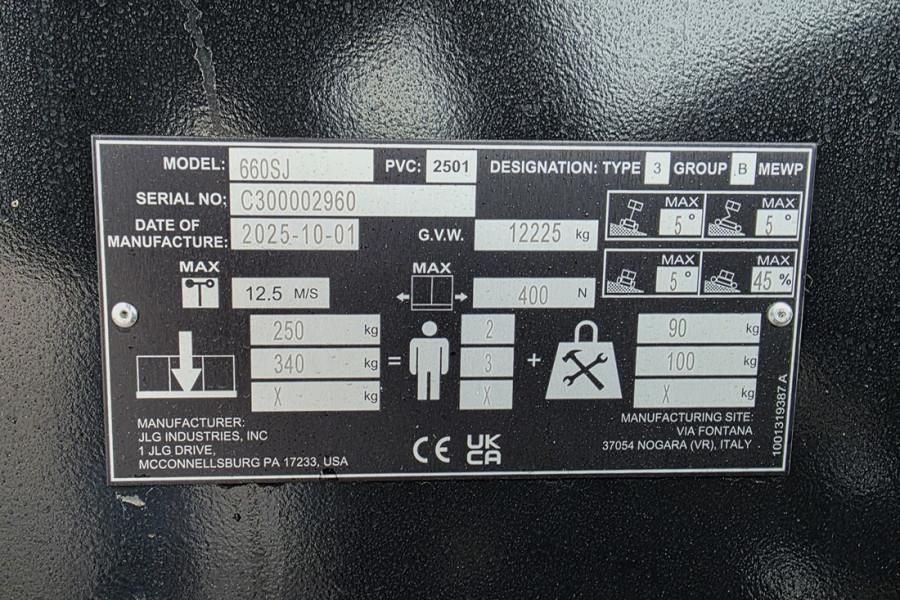 MODEL: 660SJ PVC: 2501 DESIGNATION: TYPE 3 GROUP B MEWP
SERIAL NO: C300002960
DATE OF
MANUFACTURE: 2025-10-01 G.V.W. 12225 kg
MAX 5° MAX 5°
MAX 5° MAX 45 %
MAX 12.5 M/S
MAX 400 N
250 kg = 2 + 90 kg
340 kg 3 100 kg
X kg X X kg
MANUFACTURER:
JLG INDUSTRIES, INC
1 JLG DRIVE,
MCCONNELLSBURG PA 17233, USA
CE UK
CA
MANUFACTURING SITE:
VIA FONTANA
37054 NOGARA (VR), ITALY
1001319387 A